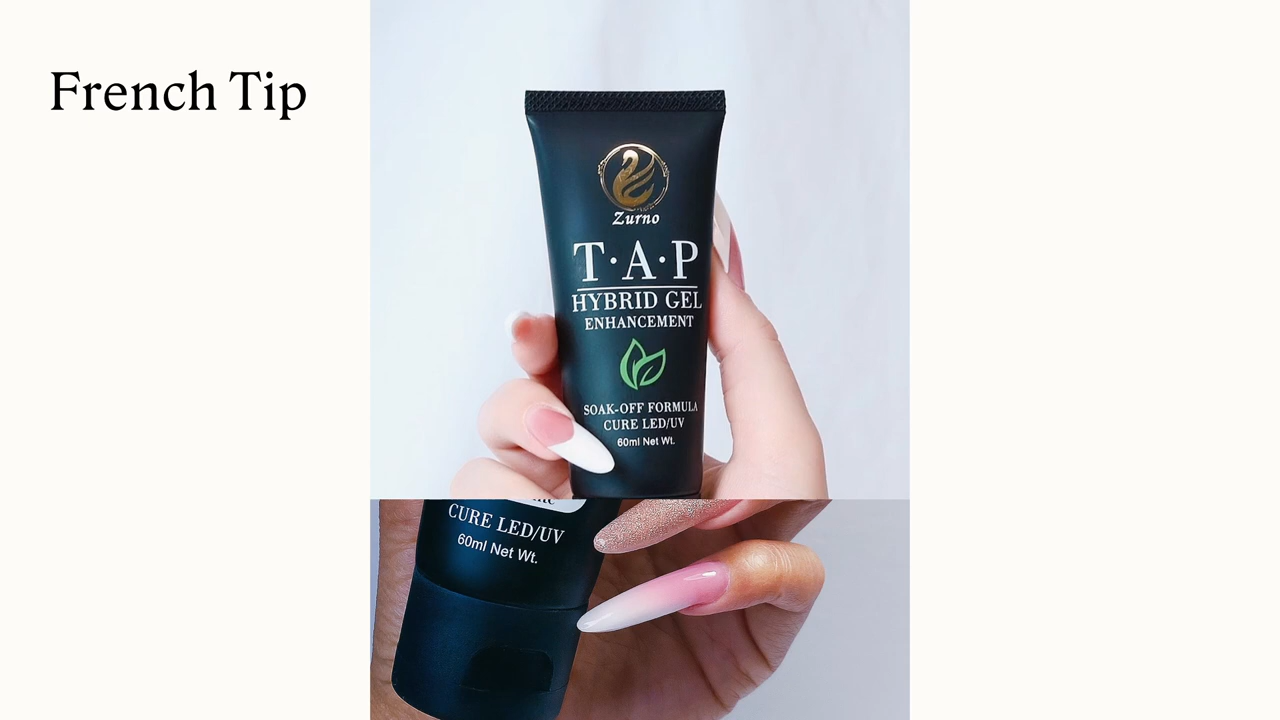 French Tip
Zurno
T·A·P
HYBRID GEL
ENHANCEMENT
SOAK-OFF FORMULA
CURE LED/UV
60ml Net Wt.
CURE LED/UV
60ml Net Wt.